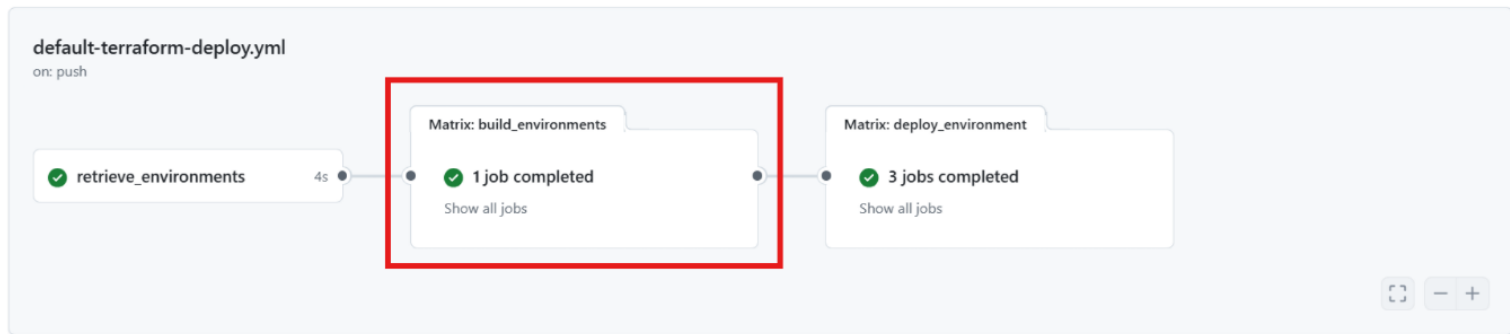 default-terraform-deploy.yml
on: push
retrieve_environments 4s
Matrix: build_environments
1 job completed
Show all jobs
Matrix: deploy_environment
3 jobs completed
Show all jobs